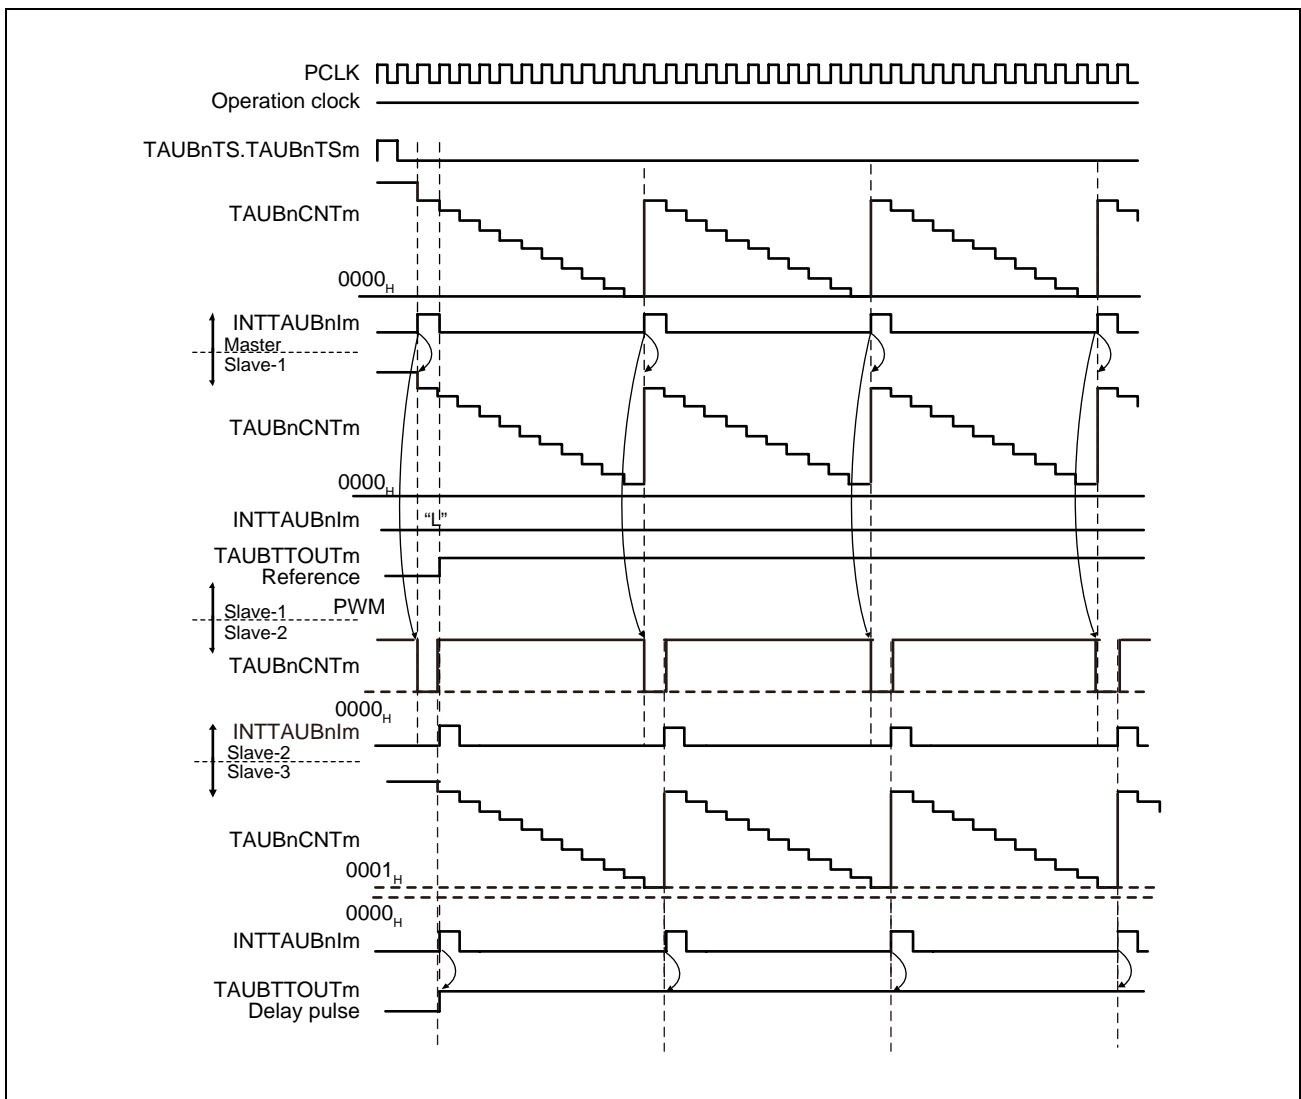 PCLK
Operation clock
TAUBnTS.TAUBnTSm
TAUBnCNTm
0000H
INTTAUBnIm
Master
Slave-1
TAUBnCNTm
0000H
INTTAUBnIm “L”
TAUBTTOUTm
Reference
PWM
Slave-1
Slave-2
TAUBnCNTm
0000H
INTTAUBnIm
Slave-2
Slave-3
TAUBnCNTm
0001H
0000H
INTTAUBnIm
TAUBTTOUTm
Delay pulse